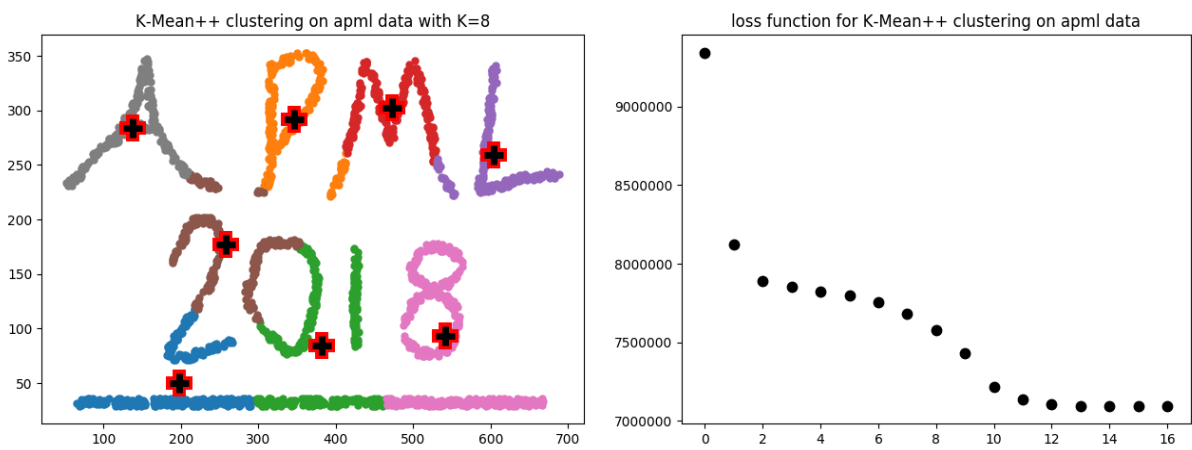 K-Mean++ clustering on apml data with K=8
350
300
250
200
150
100
50
100 200 300 400 500 600 700
APML
2018
loss function for K-Mean++ clustering on apml data
9000000
8500000
8000000
7500000
7000000
0 2 4 6 8 10 12 14 16